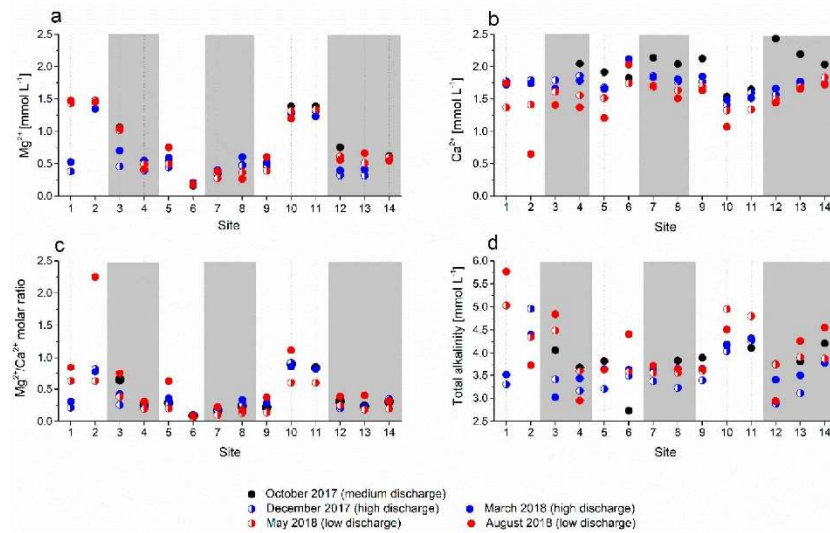 a
b
2.5
2.0
1.5
1.0
0.5
0.0
Mg²⁺ [mmol L⁻¹]
1 2 3 4 5 6 7 8 9 10 11 12 13 14
Site
2.5
2.0
1.5
1.0
0.5
0.0
Ca²⁺ [mmol L⁻¹]
1 2 3 4 5 6 7 8 9 10 11 12 13 14
Site
c
d
2.5
2.0
1.5
1.0
0.5
0.0
Mg²⁺/Ca²⁺ molar ratio
1 2 3 4 5 6 7 8 9 10 11 12 13 14
Site
6.0
5.5
5.0
4.5
4.0
3.5
3.0
2.5
Total alkalinity [mmol L⁻¹]
1 2 3 4 5 6 7 8 9 10 11 12 13 14
Site
October 2017 (medium discharge)
December 2017 (high discharge) March 2018 (high discharge)
May 2018 (low discharge) August 2018 (low discharge)